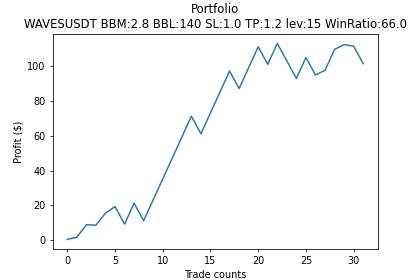 Portfolio
WAVESUSDT BBM:2.8 BBL:140 SL:1.0 TP:1.2 lev:15 WinRatio:66.0
100
80
60
40
20
0
Profit ($)
0 5 10 15 20 25 30
Trade counts